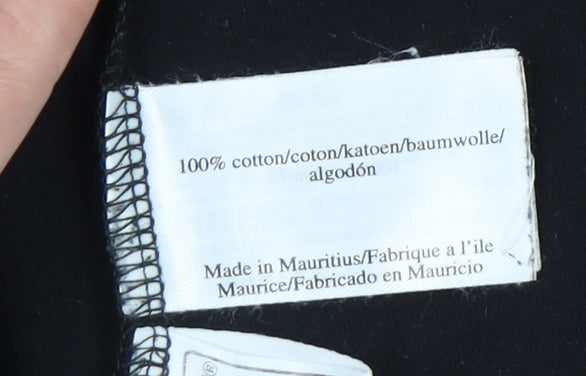 100% cotton/coton/katoen/baumwolle/
algodón
Made in Mauritius/Fabrique a l'ile
Maurice/Fabricado en Mauricio
®